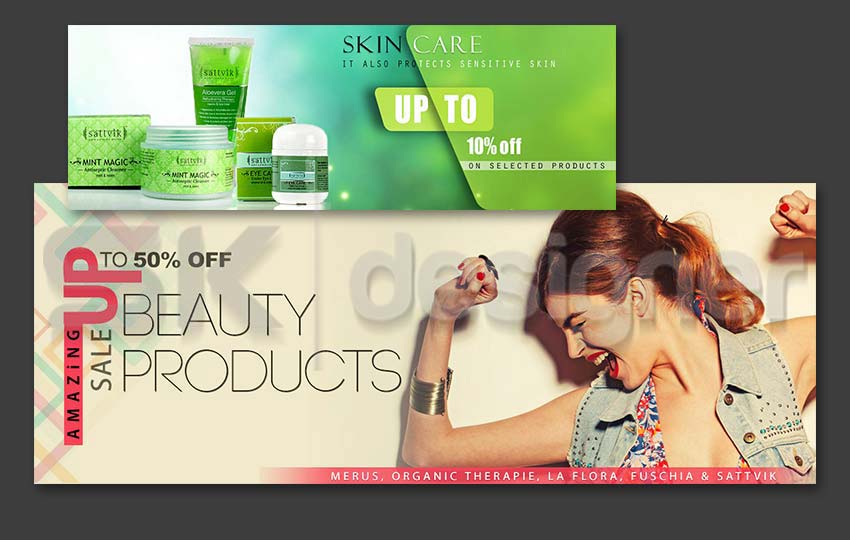 SKIN CARE
IT ALSO PROTECTS SENSITIVE SKIN
UP TO
10% off
ON SELECTED PRODUCTS
sattvik
Aloevera Gel
sattvik
MINT MAGIC
Antiseptic Cleanser
sattvik
MINT MAGIC
Antiseptic Cleanser
sattvik
EYE CA
sattvik
AMAZiNG
SALE
UP
TO 50% OFF
BEAUTY
PRODUCTS
SK | designer
MERUS, ORGANIC THERAPIE, LA FLORA, FUSCHIA & SATTVIK